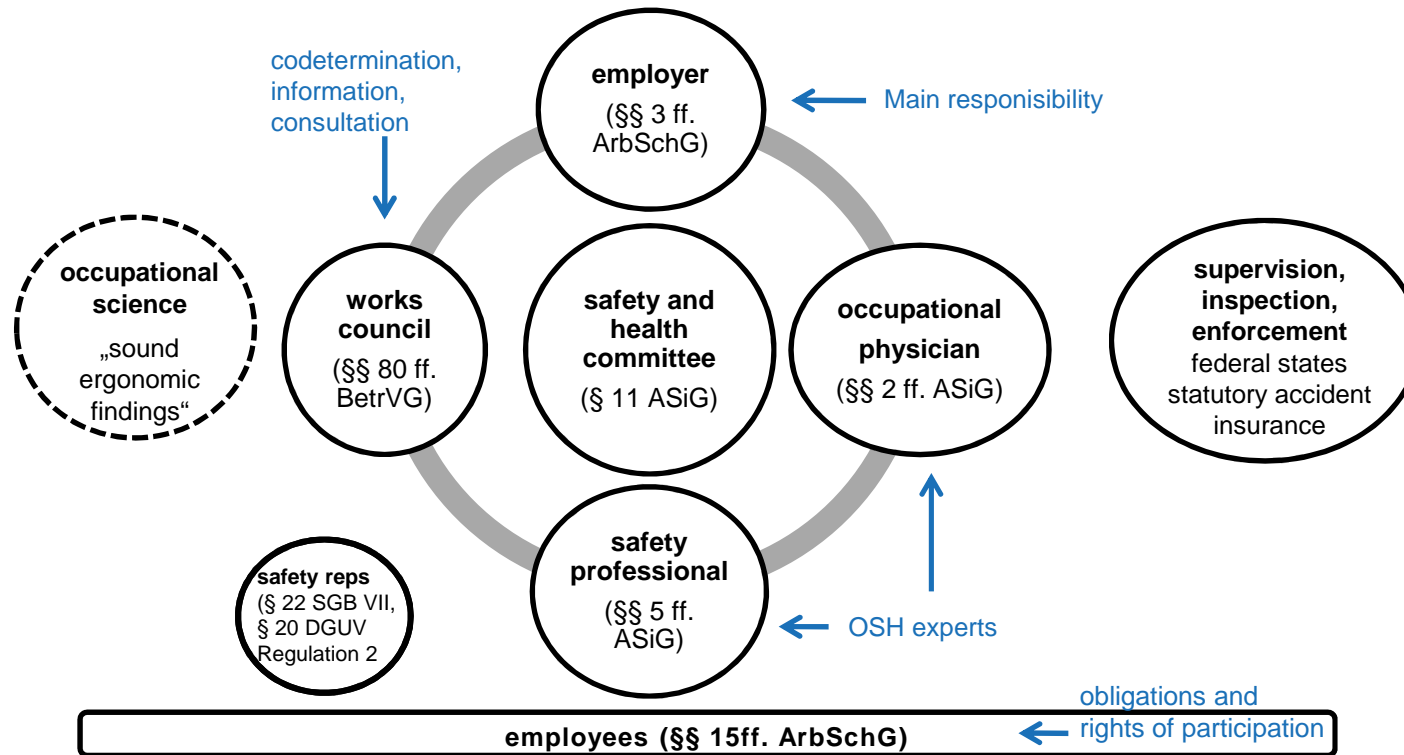 codetermination,
information,
consultation
employer
(§§ 3 ff.
ArbSchG)
Main responisibility
occupational
science
„sound
ergonomic
findings“
works
council
(§§ 80 ff.
BetrVG)
safety and
health
committee
(§ 11 ASiG)
occupational
physician
(§§ 2 ff. ASiG)
supervision,
inspection,
enforcement
federal states
statutory accident
insurance
safety reps
(§ 22 SGB VII,
§ 20 DGUV
Regulation 2
safety
professional
(§§ 5 ff.
ASiG)
OSH experts
obligations and
rights of participation
employees (§§ 15ff. ArbSchG)